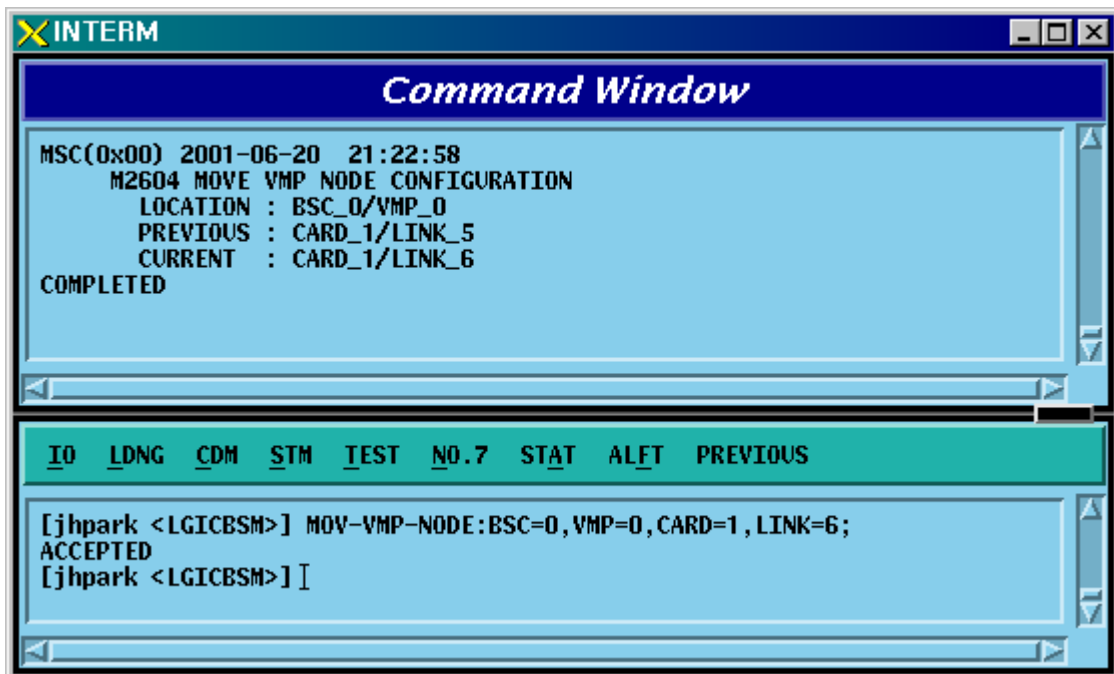 INTERM
Command Window
MSC(0x00) 2001-06-20  21:22:58
     M2604 MOVE VMP NODE CONFIGURATION
       LOCATION : BSC_0/VMP_0
       PREVIOUS : CARD_1/LINK_5
       CURRENT  : CARD_1/LINK_6
COMPLETED
IO  LDNG  CDM  STM  TEST  NO.7  STAT  ALFT  PREVIOUS
[jhpark <LGICBSM>] MOV-VMP-NODE:BSC=0,VMP=0,CARD=1,LINK=6;
ACCEPTED
[jhpark <LGICBSM>]